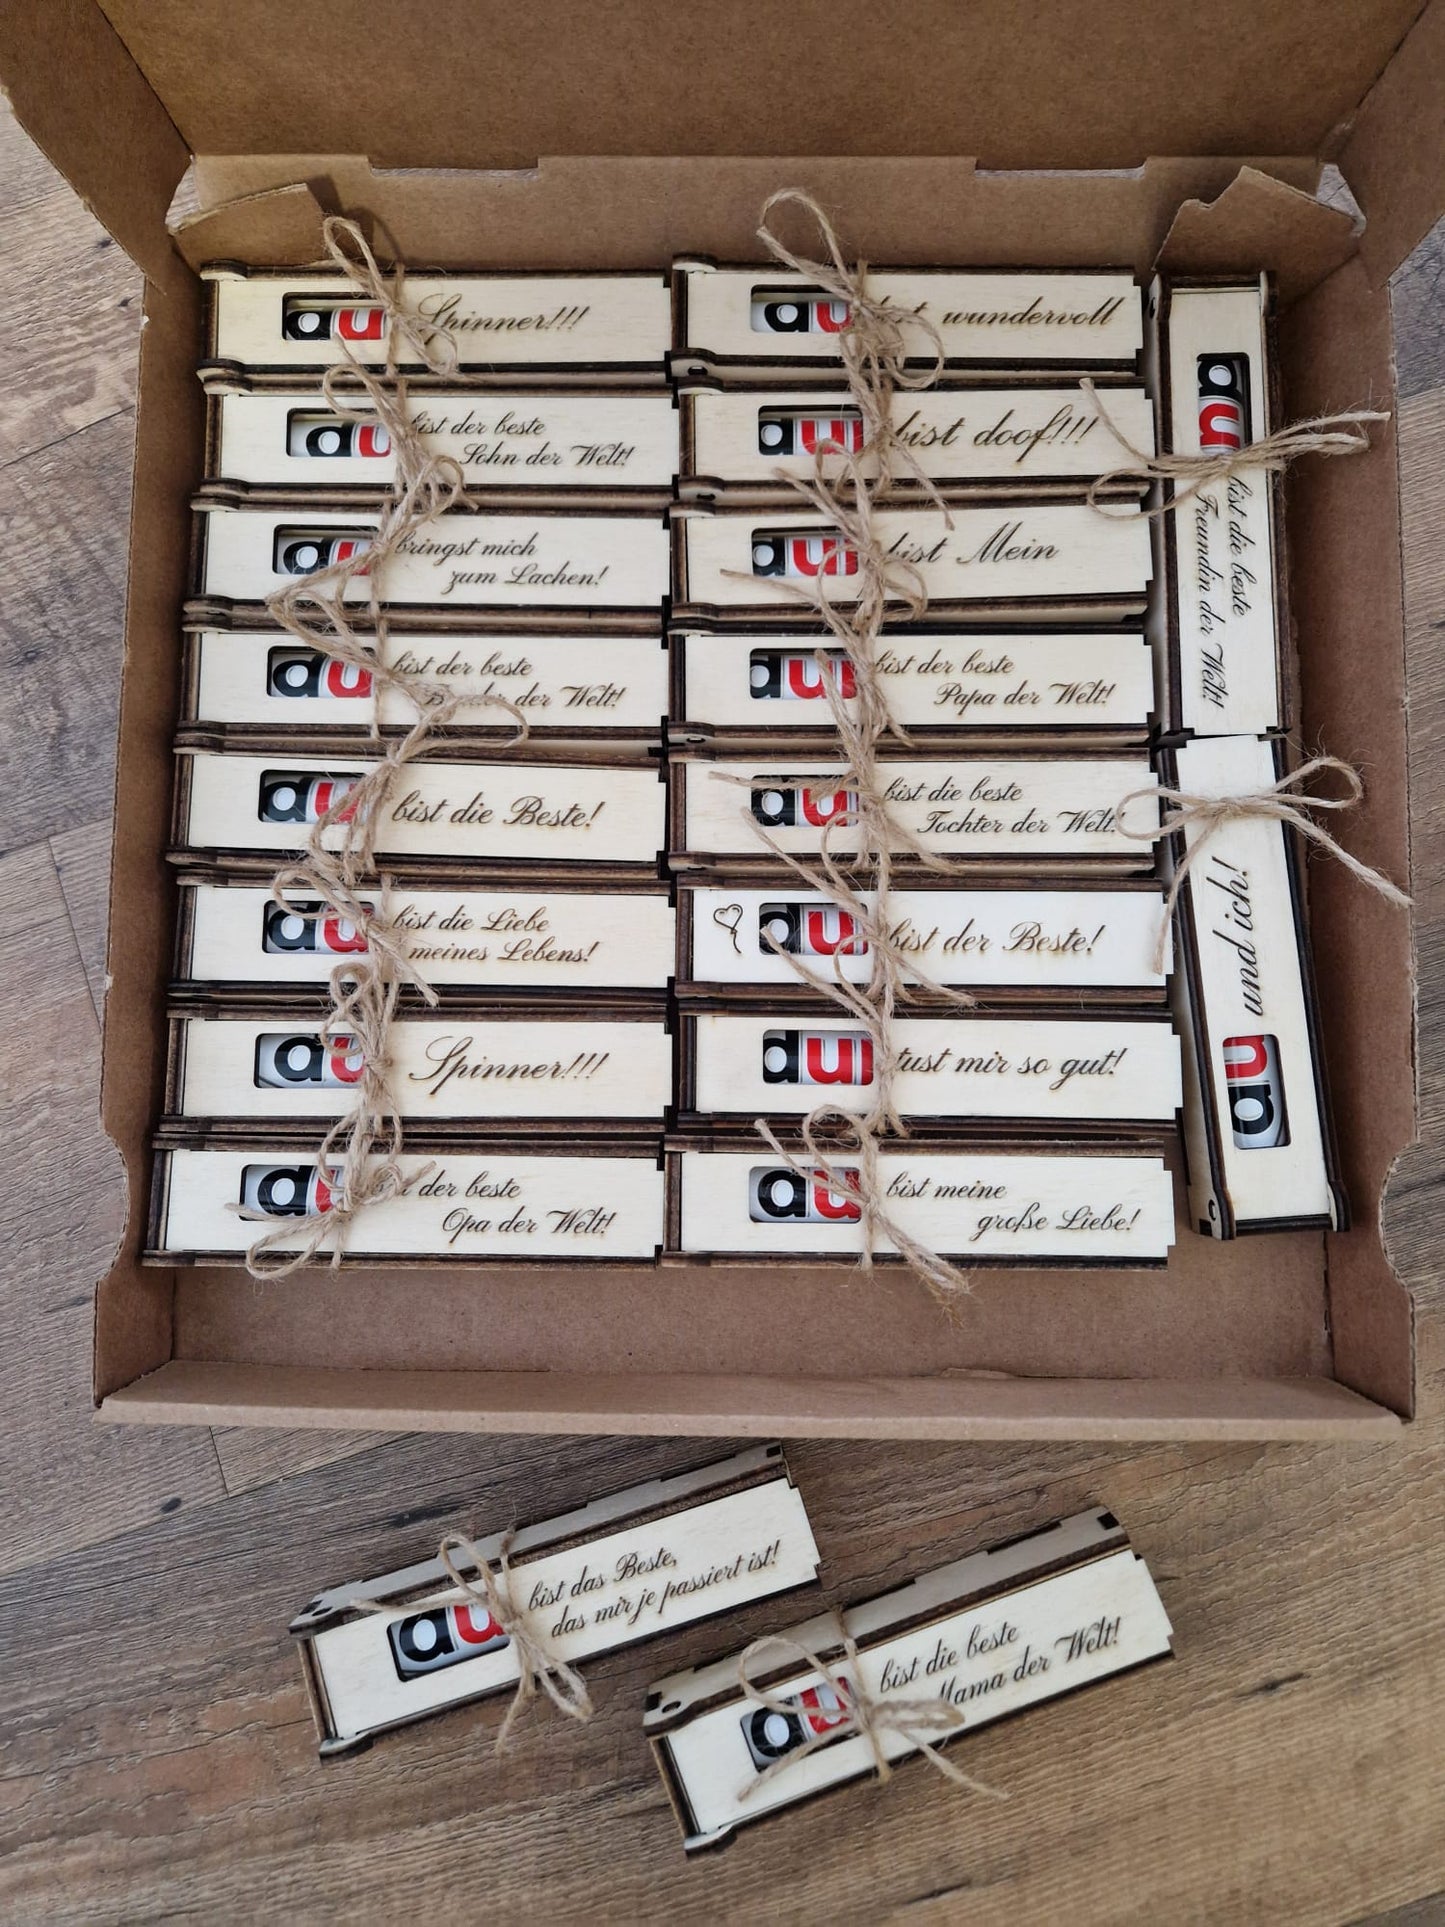 du Spinner!!!
du bist der beste
Sohn der Welt!
du bringst mich
zum Lachen!
du bist der beste
Bruder der Welt!
du bist die Beste!
du bist die Liebe
meines Lebens!
du Spinner!!!
du der beste
Opa der Welt!
du wundervoll
du bist doof!!!
du bist Mein
du bist der beste
Papa der Welt!
du bist die beste
Tochter der Welt!
du bist der Beste!
du tust mir so gut!
du bist meine
große Liebe!
du bist die beste
Freundin der Welt!
du und ich!
du bist das Beste,
das mir je passiert ist!
du bist die beste
Mama der Welt!